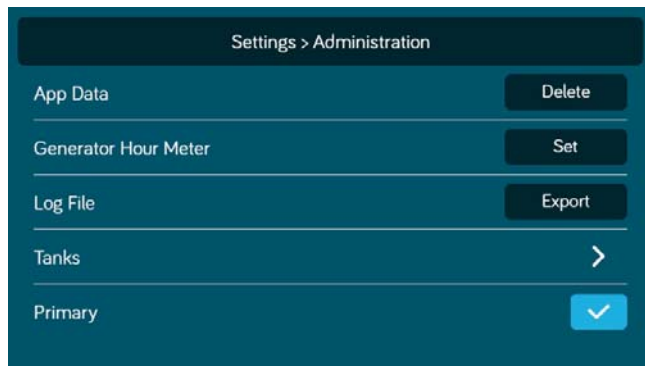 Settings > Administration
App Data Delete
Generator Hour Meter Set
Log File Export
Tanks
Primary